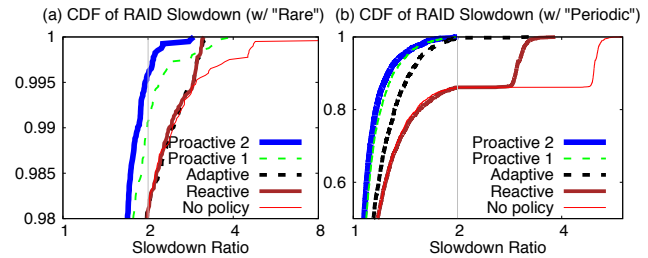 (a) CDF of RAID Slowdown (w/ "Rare")
1
0.995
0.99
0.985
0.98
Proactive 2
Proactive 1
Adaptive
Reactive
No policy
1 2 4 8
Slowdown Ratio
(b) CDF of RAID Slowdown (w/ "Periodic")
1
0.8
0.6
Proactive 2
Proactive 1
Adaptive
Reactive
No policy
1 2 4
Slowdown Ratio